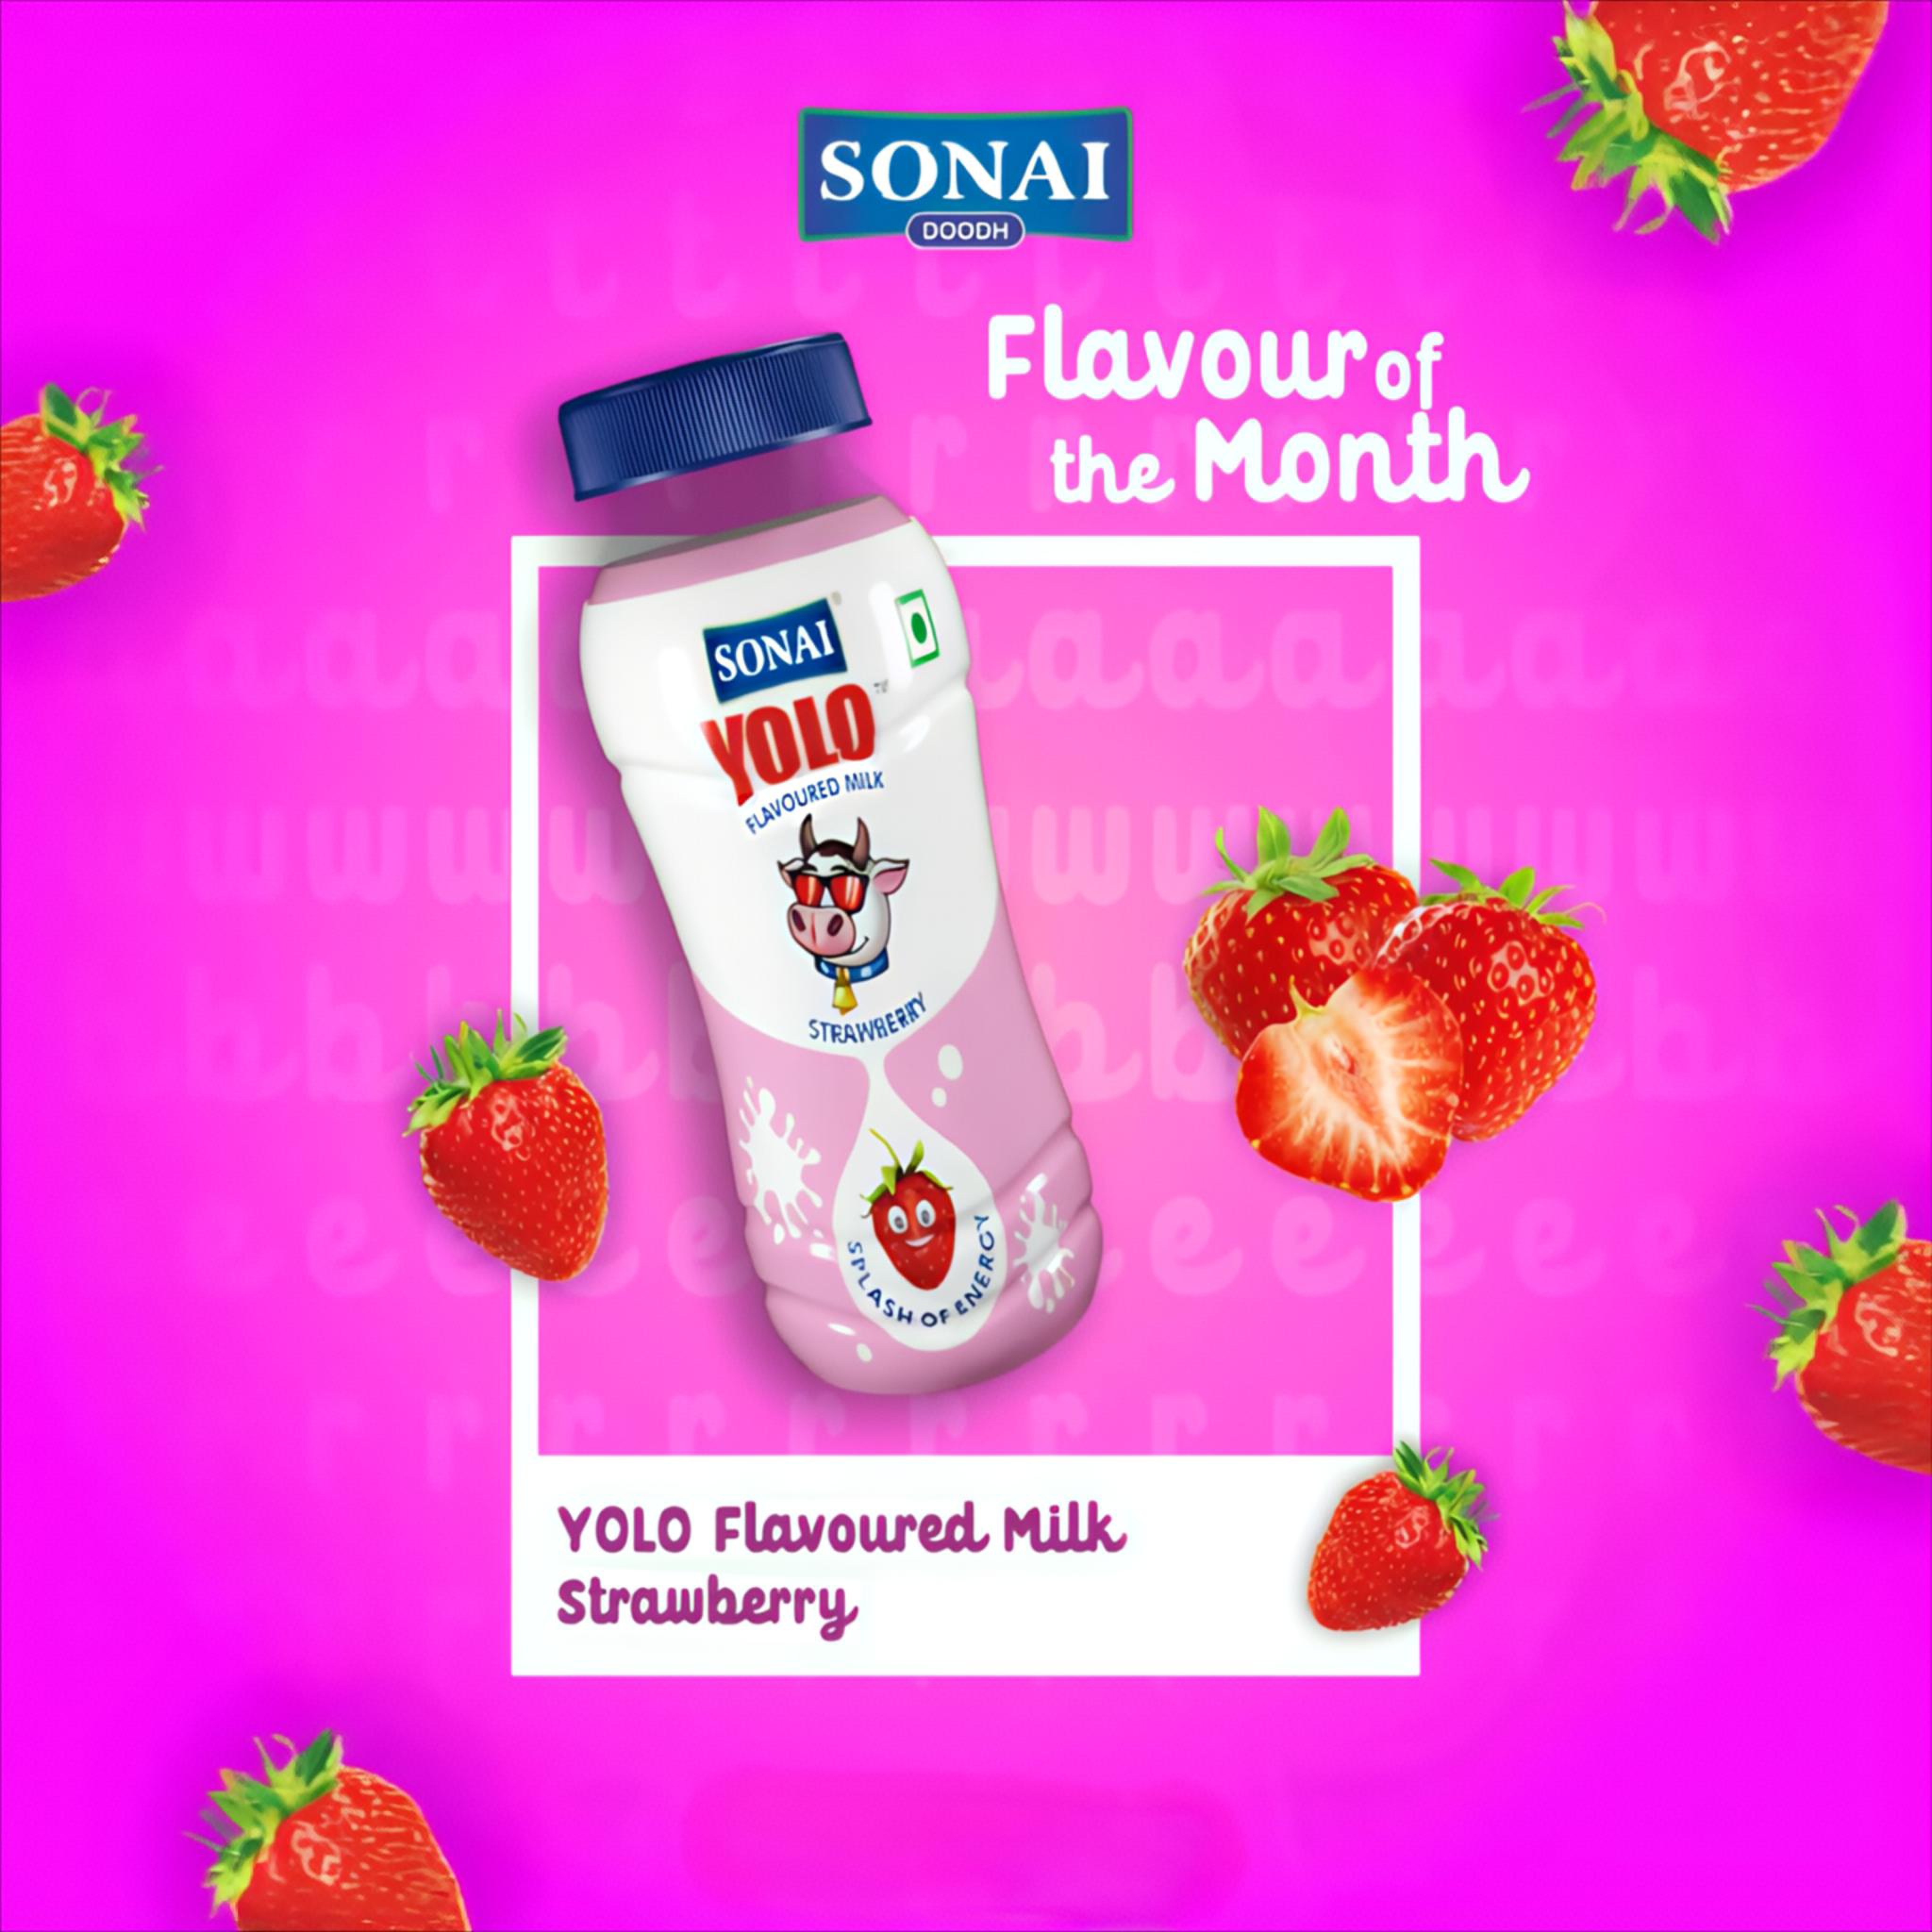 SONAI
DOODH
Flavour of
the Month
SONAI
YOLO
FLAVOURED MILK
STRAWBERRY
SPLASH OF ENERGY
YOLO Flavoured Milk
Strawberry